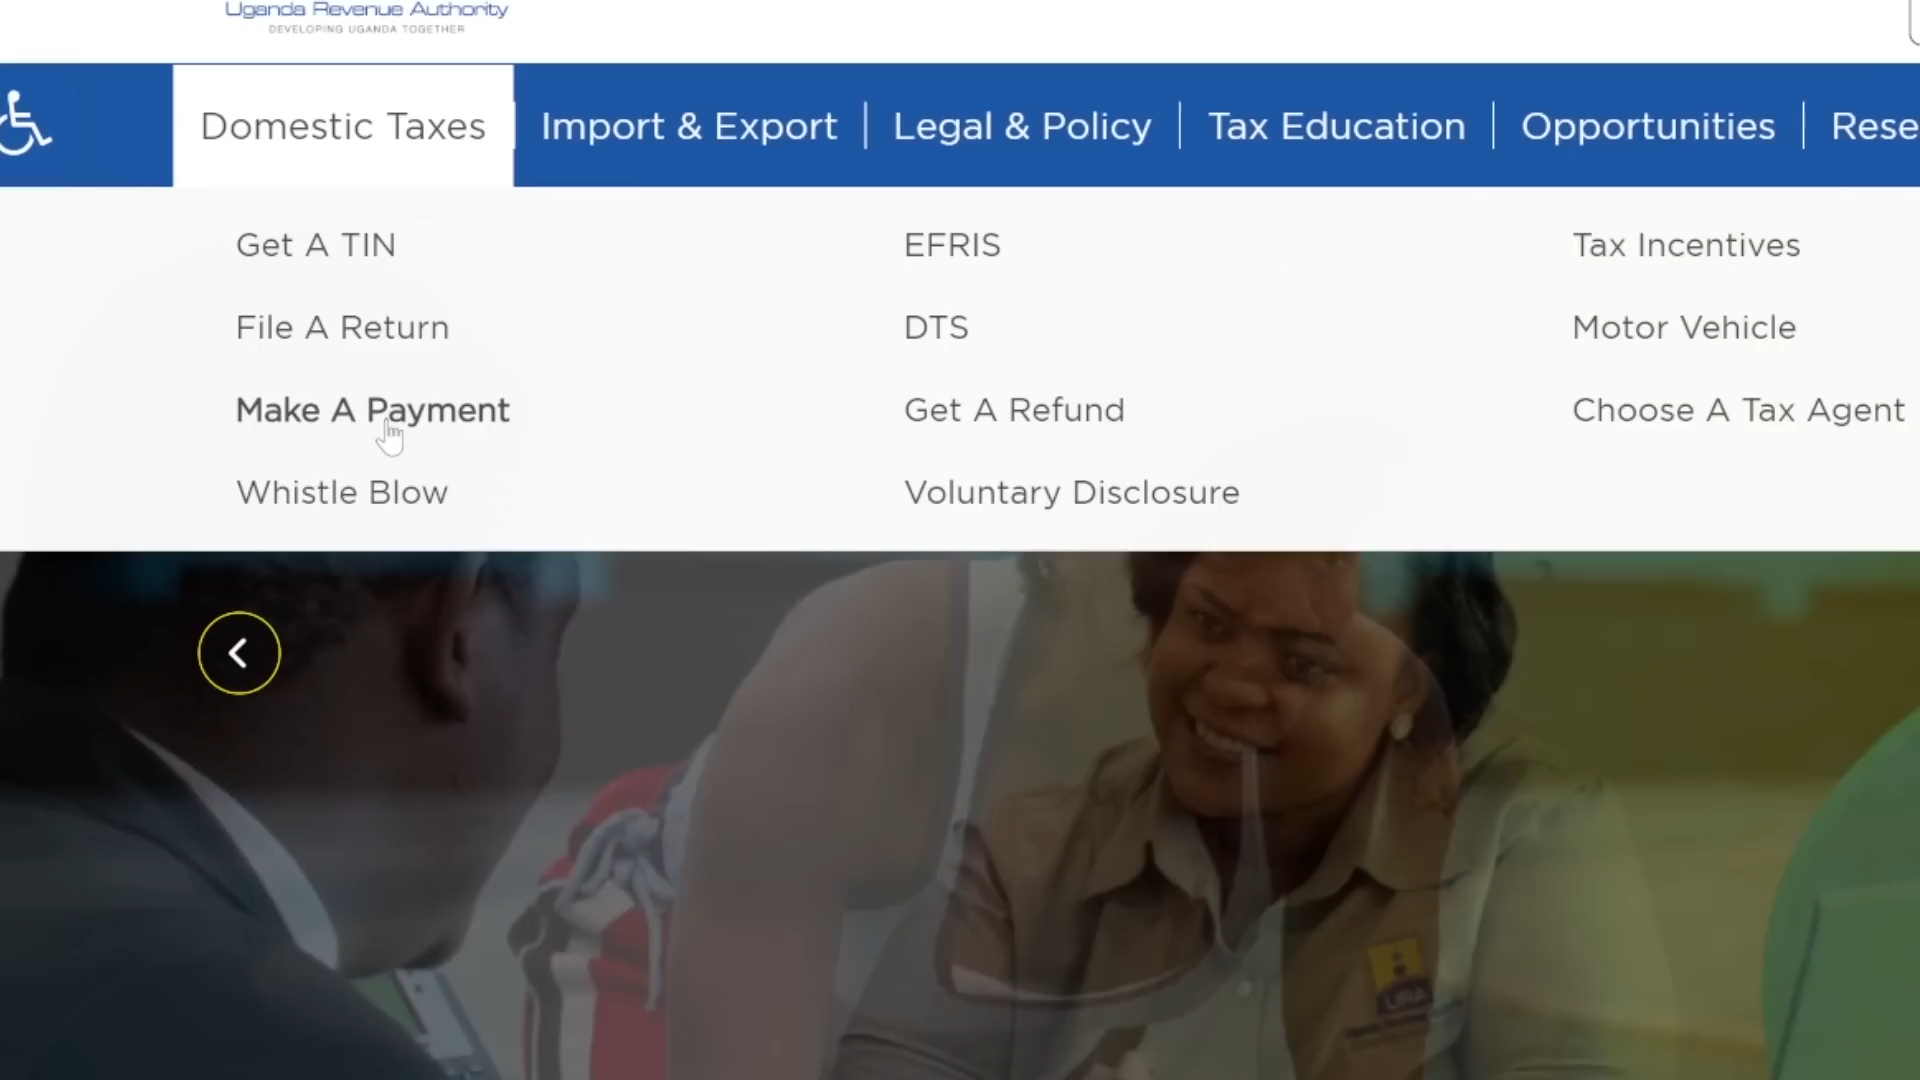 Uganda Revenue Authority
DEVELOPING UGANDA TOGETHER
Domestic Taxes
Import & Export
Legal & Policy
Tax Education
Opportunities
Rese
Get A TIN
EFRIS
Tax Incentives
File A Return
DTS
Motor Vehicle
Make A Payment
Get A Refund
Choose A Tax Agent
Whistle Blow
Voluntary Disclosure
URA